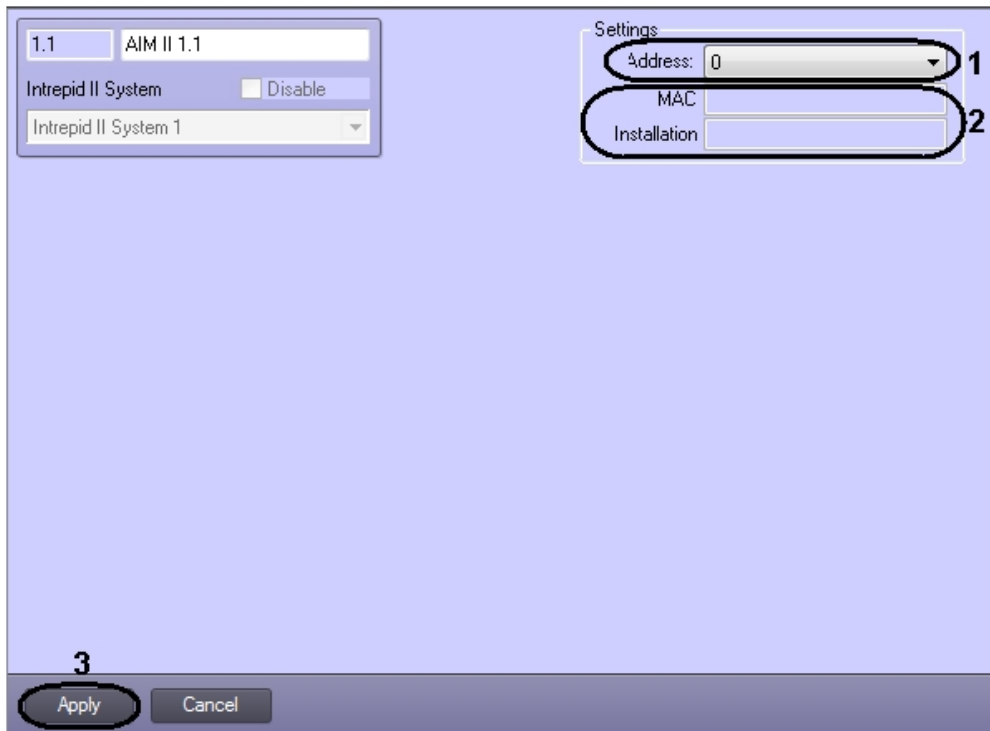 1.1 AIM II 1.1
Intrepid II System Disable
Intrepid II System 1
Settings
Address: 0 1
MAC
Installation 2
3
Apply Cancel